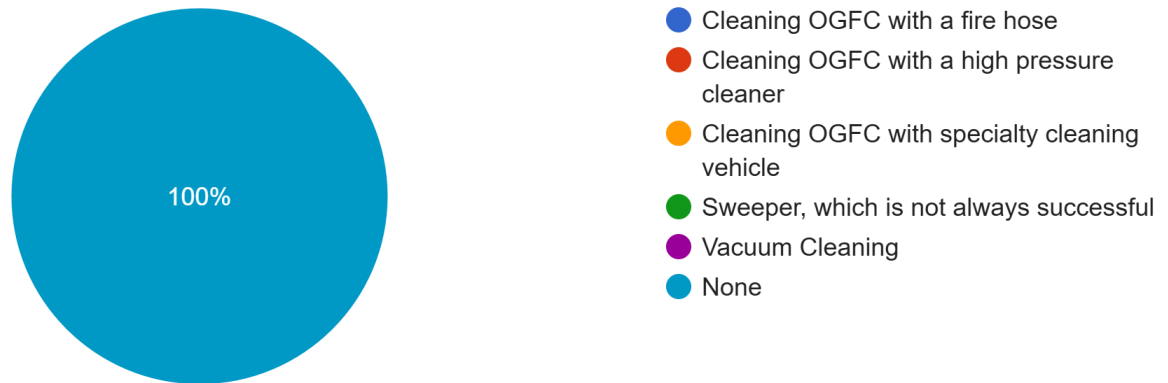 100%
Cleaning OGFC with a fire hose
Cleaning OGFC with a high pressure
cleaner
Cleaning OGFC with specialty cleaning
vehicle
Sweeper, which is not always successful
Vacuum Cleaning
None